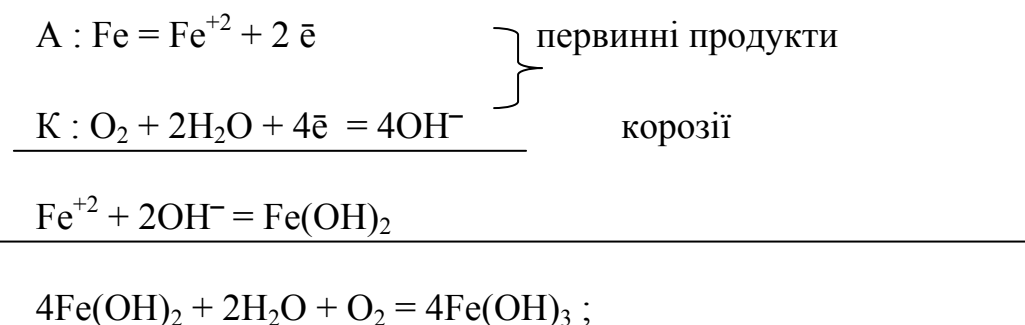 А : Fe = Fe⁺² + 2 ē первинні продукти
К : O₂ + 2H₂O + 4ē = 4OH⁻ корозії
Fe⁺² + 2OH⁻ = Fe(OH)₂
4Fe(OH)₂ + 2H₂O + O₂ = 4Fe(OH)₃ ;